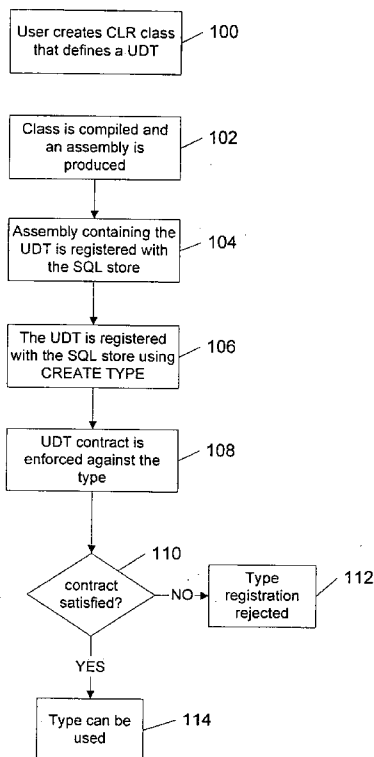 User creates CLR class
that defines a UDT
100
Class is compiled and
an assembly is
produced
102
Assembly containing the
UDT is registered with
the SQL store
104
The UDT is registered
with the SQL store using
CREATE TYPE
106
UDT contract is
enforced against the
type
108
110
contract
satisfied?
NO
Type
registration
rejected
112
YES
Type can be
used
114